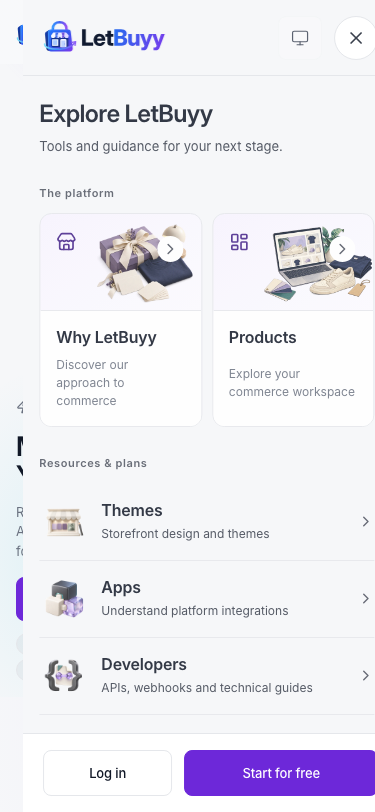 LetBuyy
Explore LetBuyy
Tools and guidance for your next stage.
The platform
Why LetBuyy
Discover our
approach to
commerce
Products
Explore your
commerce workspace
Resources & plans
Themes
Storefront design and themes
Apps
Understand platform integrations
Developers
APIs, webhooks and technical guides
Log in
Start for free